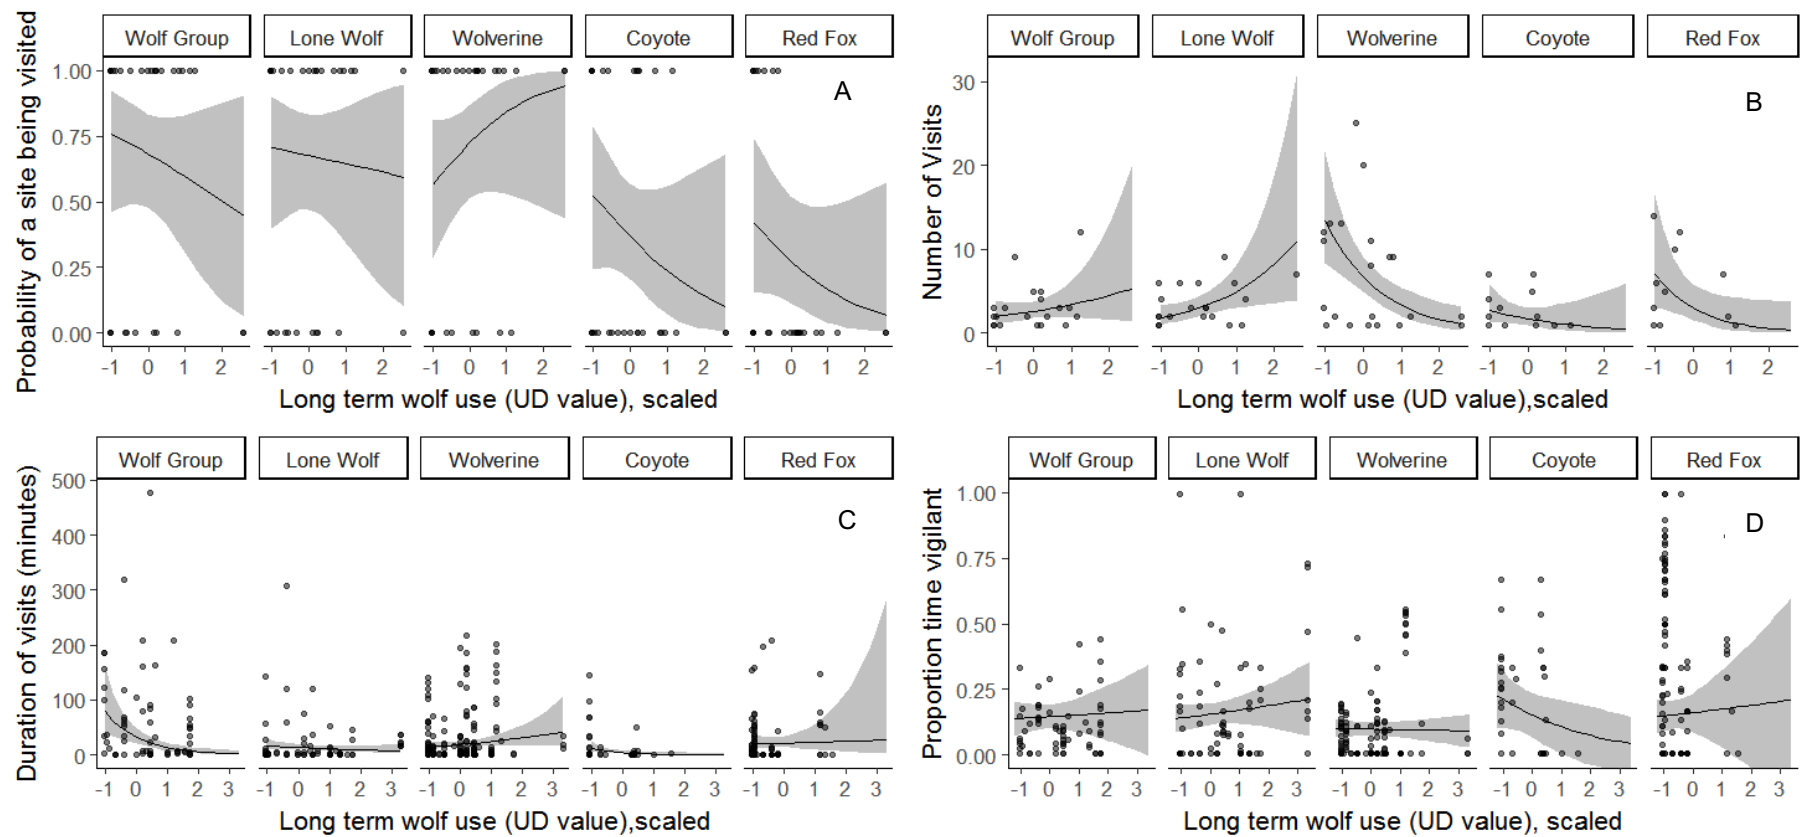 Wolf Group Lone Wolf Wolverine Coyote Red Fox
Probability of a site being visited
1.00
0.75
0.50
0.25
0.00
A
-1 0 1 2 -1 0 1 2 -1 0 1 2 -1 0 1 2 -1 0 1 2
Long term wolf use (UD value), scaled
Wolf Group Lone Wolf Wolverine Coyote Red Fox
Number of Visits
30
20
10
0
B
-1 0 1 2 -1 0 1 2 -1 0 1 2 -1 0 1 2 -1 0 1 2
Long term wolf use (UD value),scaled
Wolf Group Lone Wolf Wolverine Coyote Red Fox
Duration of visits (minutes)
500
400
300
200
100
0
C
-1 0 1 2 3 -1 0 1 2 3 -1 0 1 2 3 -1 0 1 2 3 -1 0 1 2 3
Long term wolf use (UD value),scaled
Wolf Group Lone Wolf Wolverine Coyote Red Fox
Proportion time vigilant
1.00
0.75
0.50
0.25
0.00
D
-1 0 1 2 3 -1 0 1 2 3 -1 0 1 2 3 -1 0 1 2 3 -1 0 1 2 3
Long term wolf use (UD value), scaled